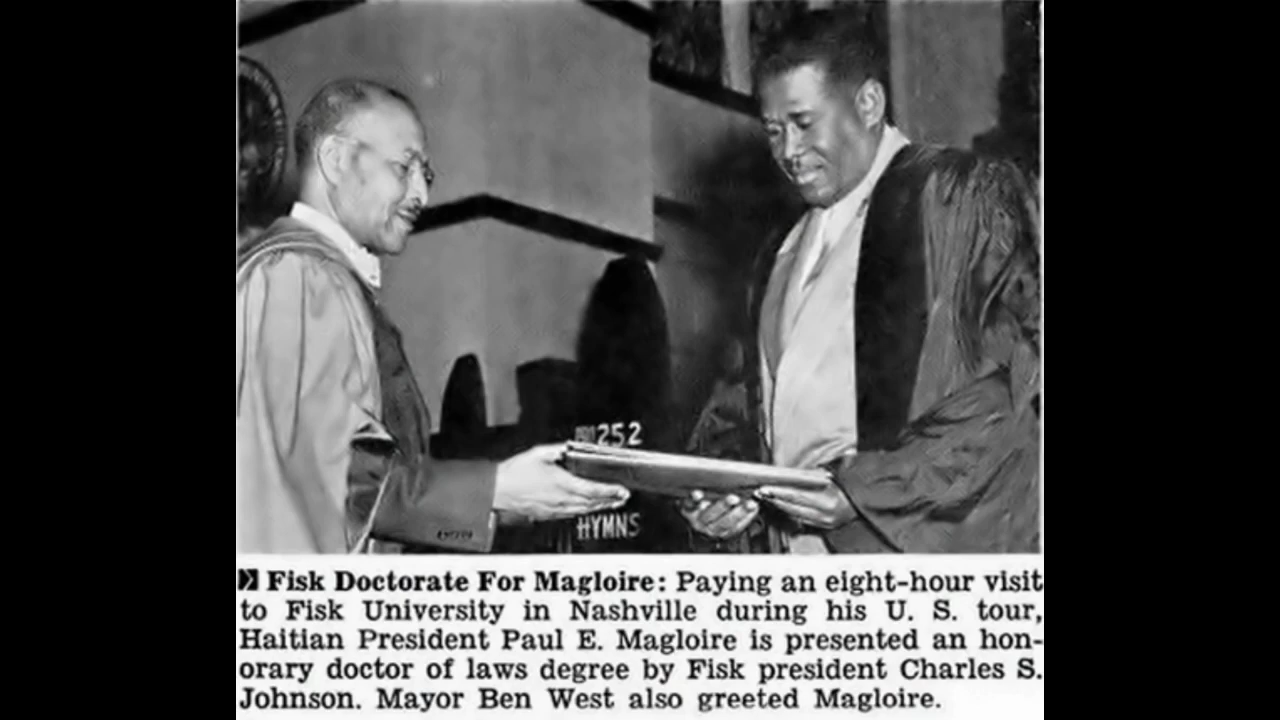 252
HYMNS
Fisk Doctorate For Magloire: Paying an eight-hour visit
to Fisk University in Nashville during his U. S. tour,
Haitian President Paul E. Magloire is presented an hon-
orary doctor of laws degree by Fisk president Charles S.
Johnson. Mayor Ben West also greeted Magloire.